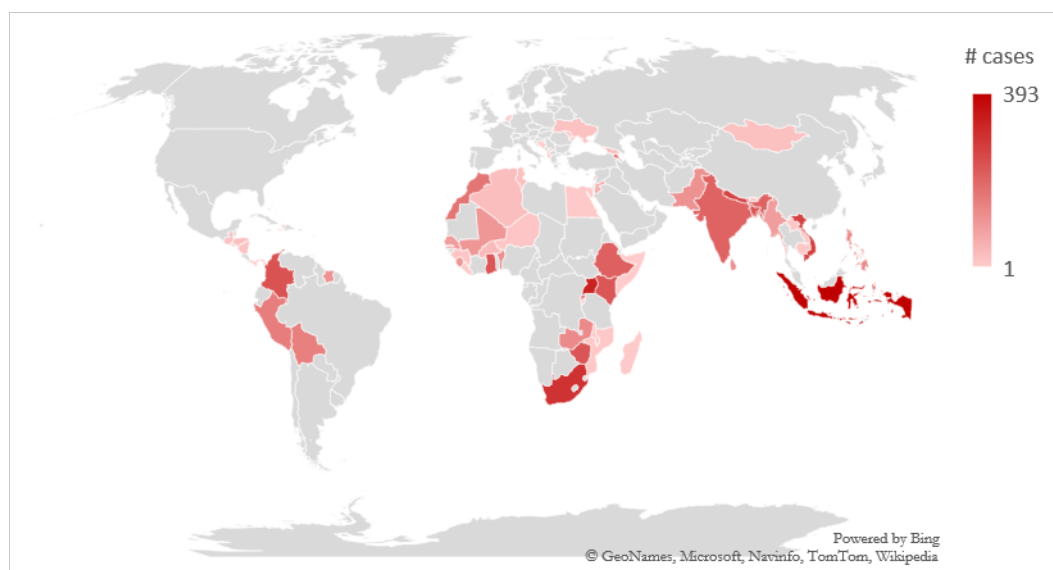 # cases
393
1
Powered by Bing
© GeoNames, Microsoft, Navinfo, TomTom, Wikipedia